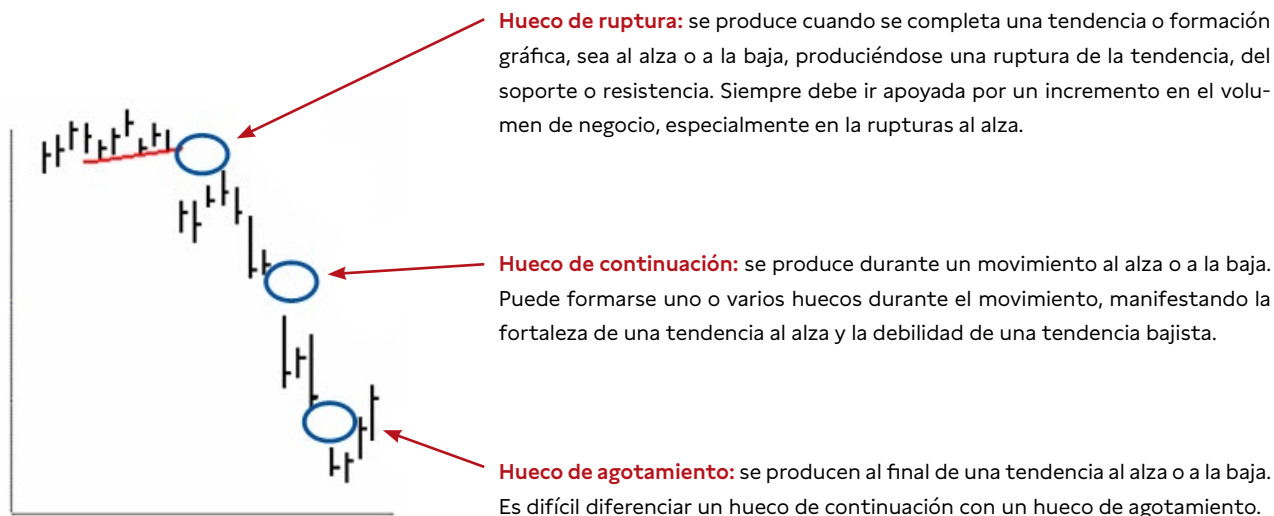 Hueco de ruptura: se produce cuando se completa una tendencia o formación
gráfica, sea al alza o a la baja, produciéndose una ruptura de la tendencia, del
soporte o resistencia. Siempre debe ir apoyada por un incremento en el volu-
men de negocio, especialmente en la rupturas al alza.
Hueco de continuación: se produce durante un movimiento al alza o a la baja.
Puede formarse uno o varios huecos durante el movimiento, manifestando la
fortaleza de una tendencia al alza y la debilidad de una tendencia bajista.
Hueco de agotamiento: se producen al final de una tendencia al alza o a la baja.
Es difícil diferenciar un hueco de continuación con un hueco de agotamiento.